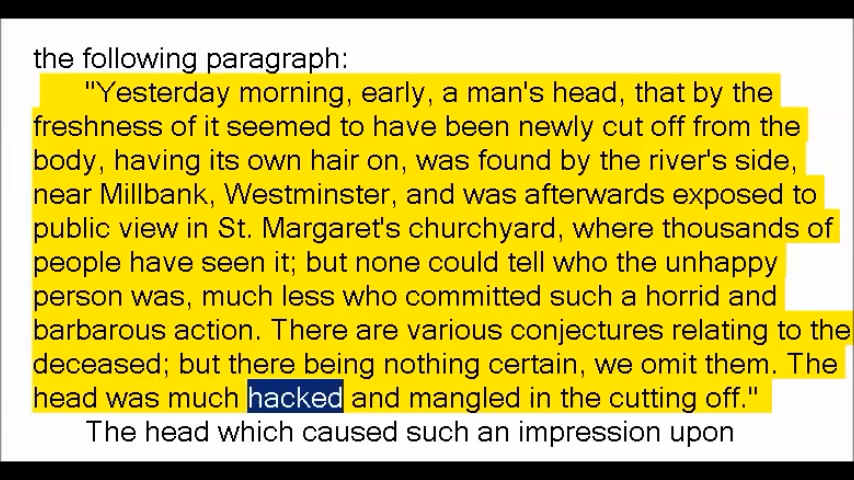 the following paragraph:
"Yesterday morning, early, a man's head, that by the
freshness of it seemed to have been newly cut off from the
body, having its own hair on, was found by the river's side,
near Millbank, Westminster, and was afterwards exposed to
public view in St. Margaret's churchyard, where thousands of
people have seen it; but none could tell who the unhappy
person was, much less who committed such a horrid and
barbarous action. There are various conjectures relating to the
deceased; but there being nothing certain, we omit them. The
head was much hacked and mangled in the cutting off."
The head which caused such an impression upon